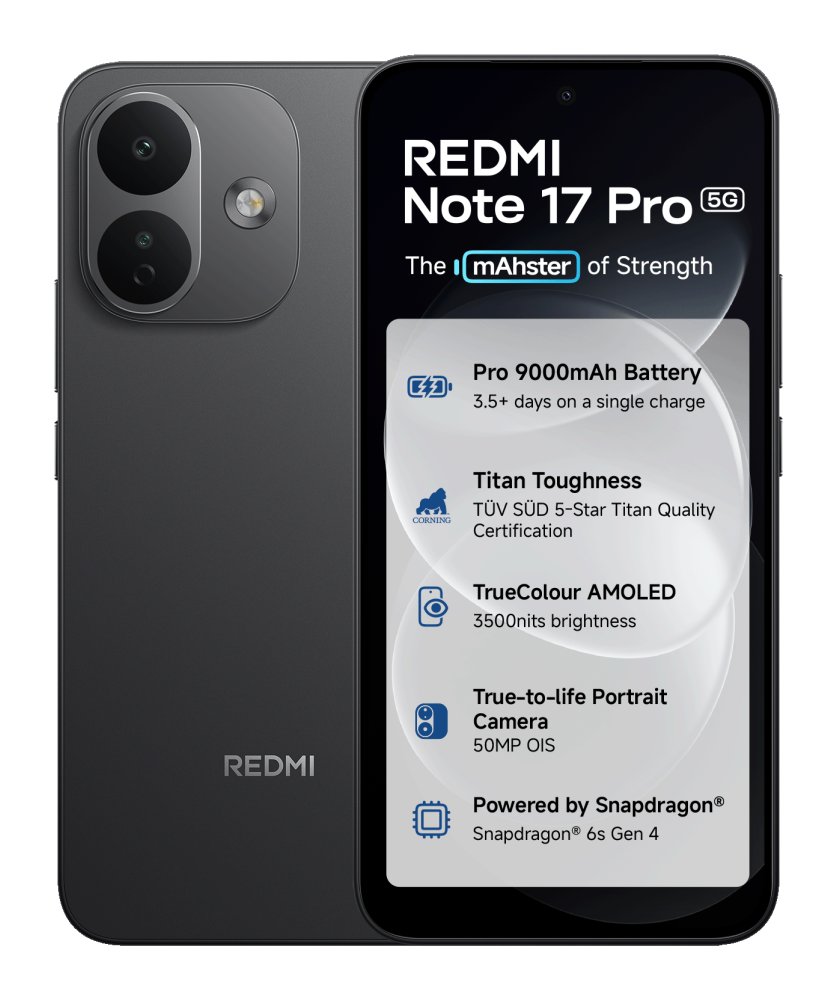 REDMI
Note 17 Pro 5G
The mAhster of Strength
Pro 9000mAh Battery
3.5+ days on a single charge
CORNING
Titan Toughness
TÜV SÜD 5-Star Titan Quality
Certification
TrueColour AMOLED
3500nits brightness
True-to-life Portrait
Camera
50MP OIS
Powered by Snapdragon®
Snapdragon® 6s Gen 4
REDMI